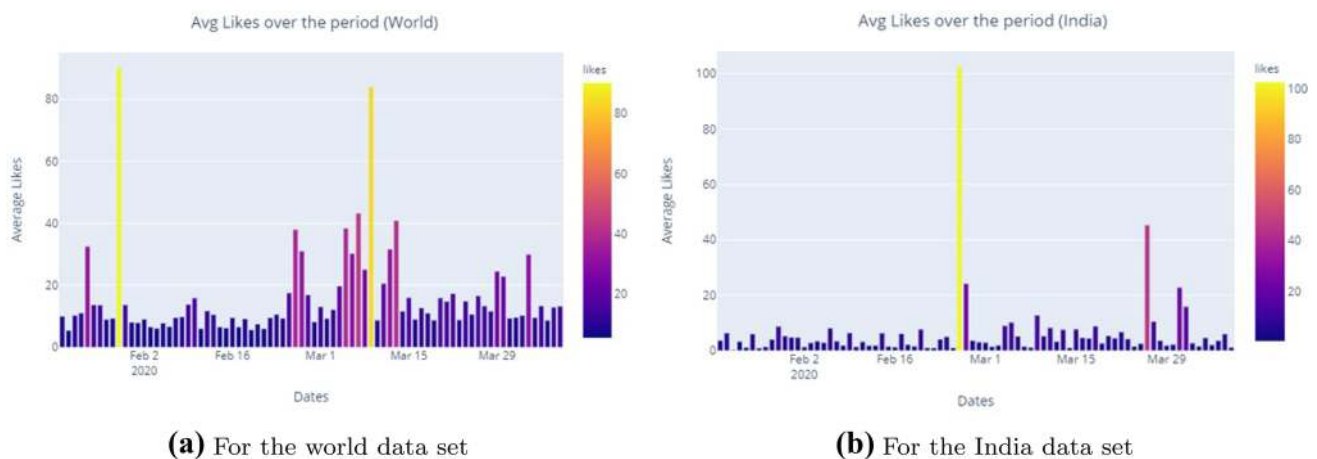 Avg Likes over the period (World)
likes
80
60
40
20
0
Average Likes
80
60
40
20
Feb 2
2020
Feb 16
Mar 1
Mar 15
Mar 29
Dates
(a) For the world data set
Avg Likes over the period (India)
likes
100
80
60
40
20
0
Average Likes
100
80
60
40
20
Feb 2
2020
Feb 16
Mar 1
Mar 15
Mar 29
Dates
(b) For the India data set